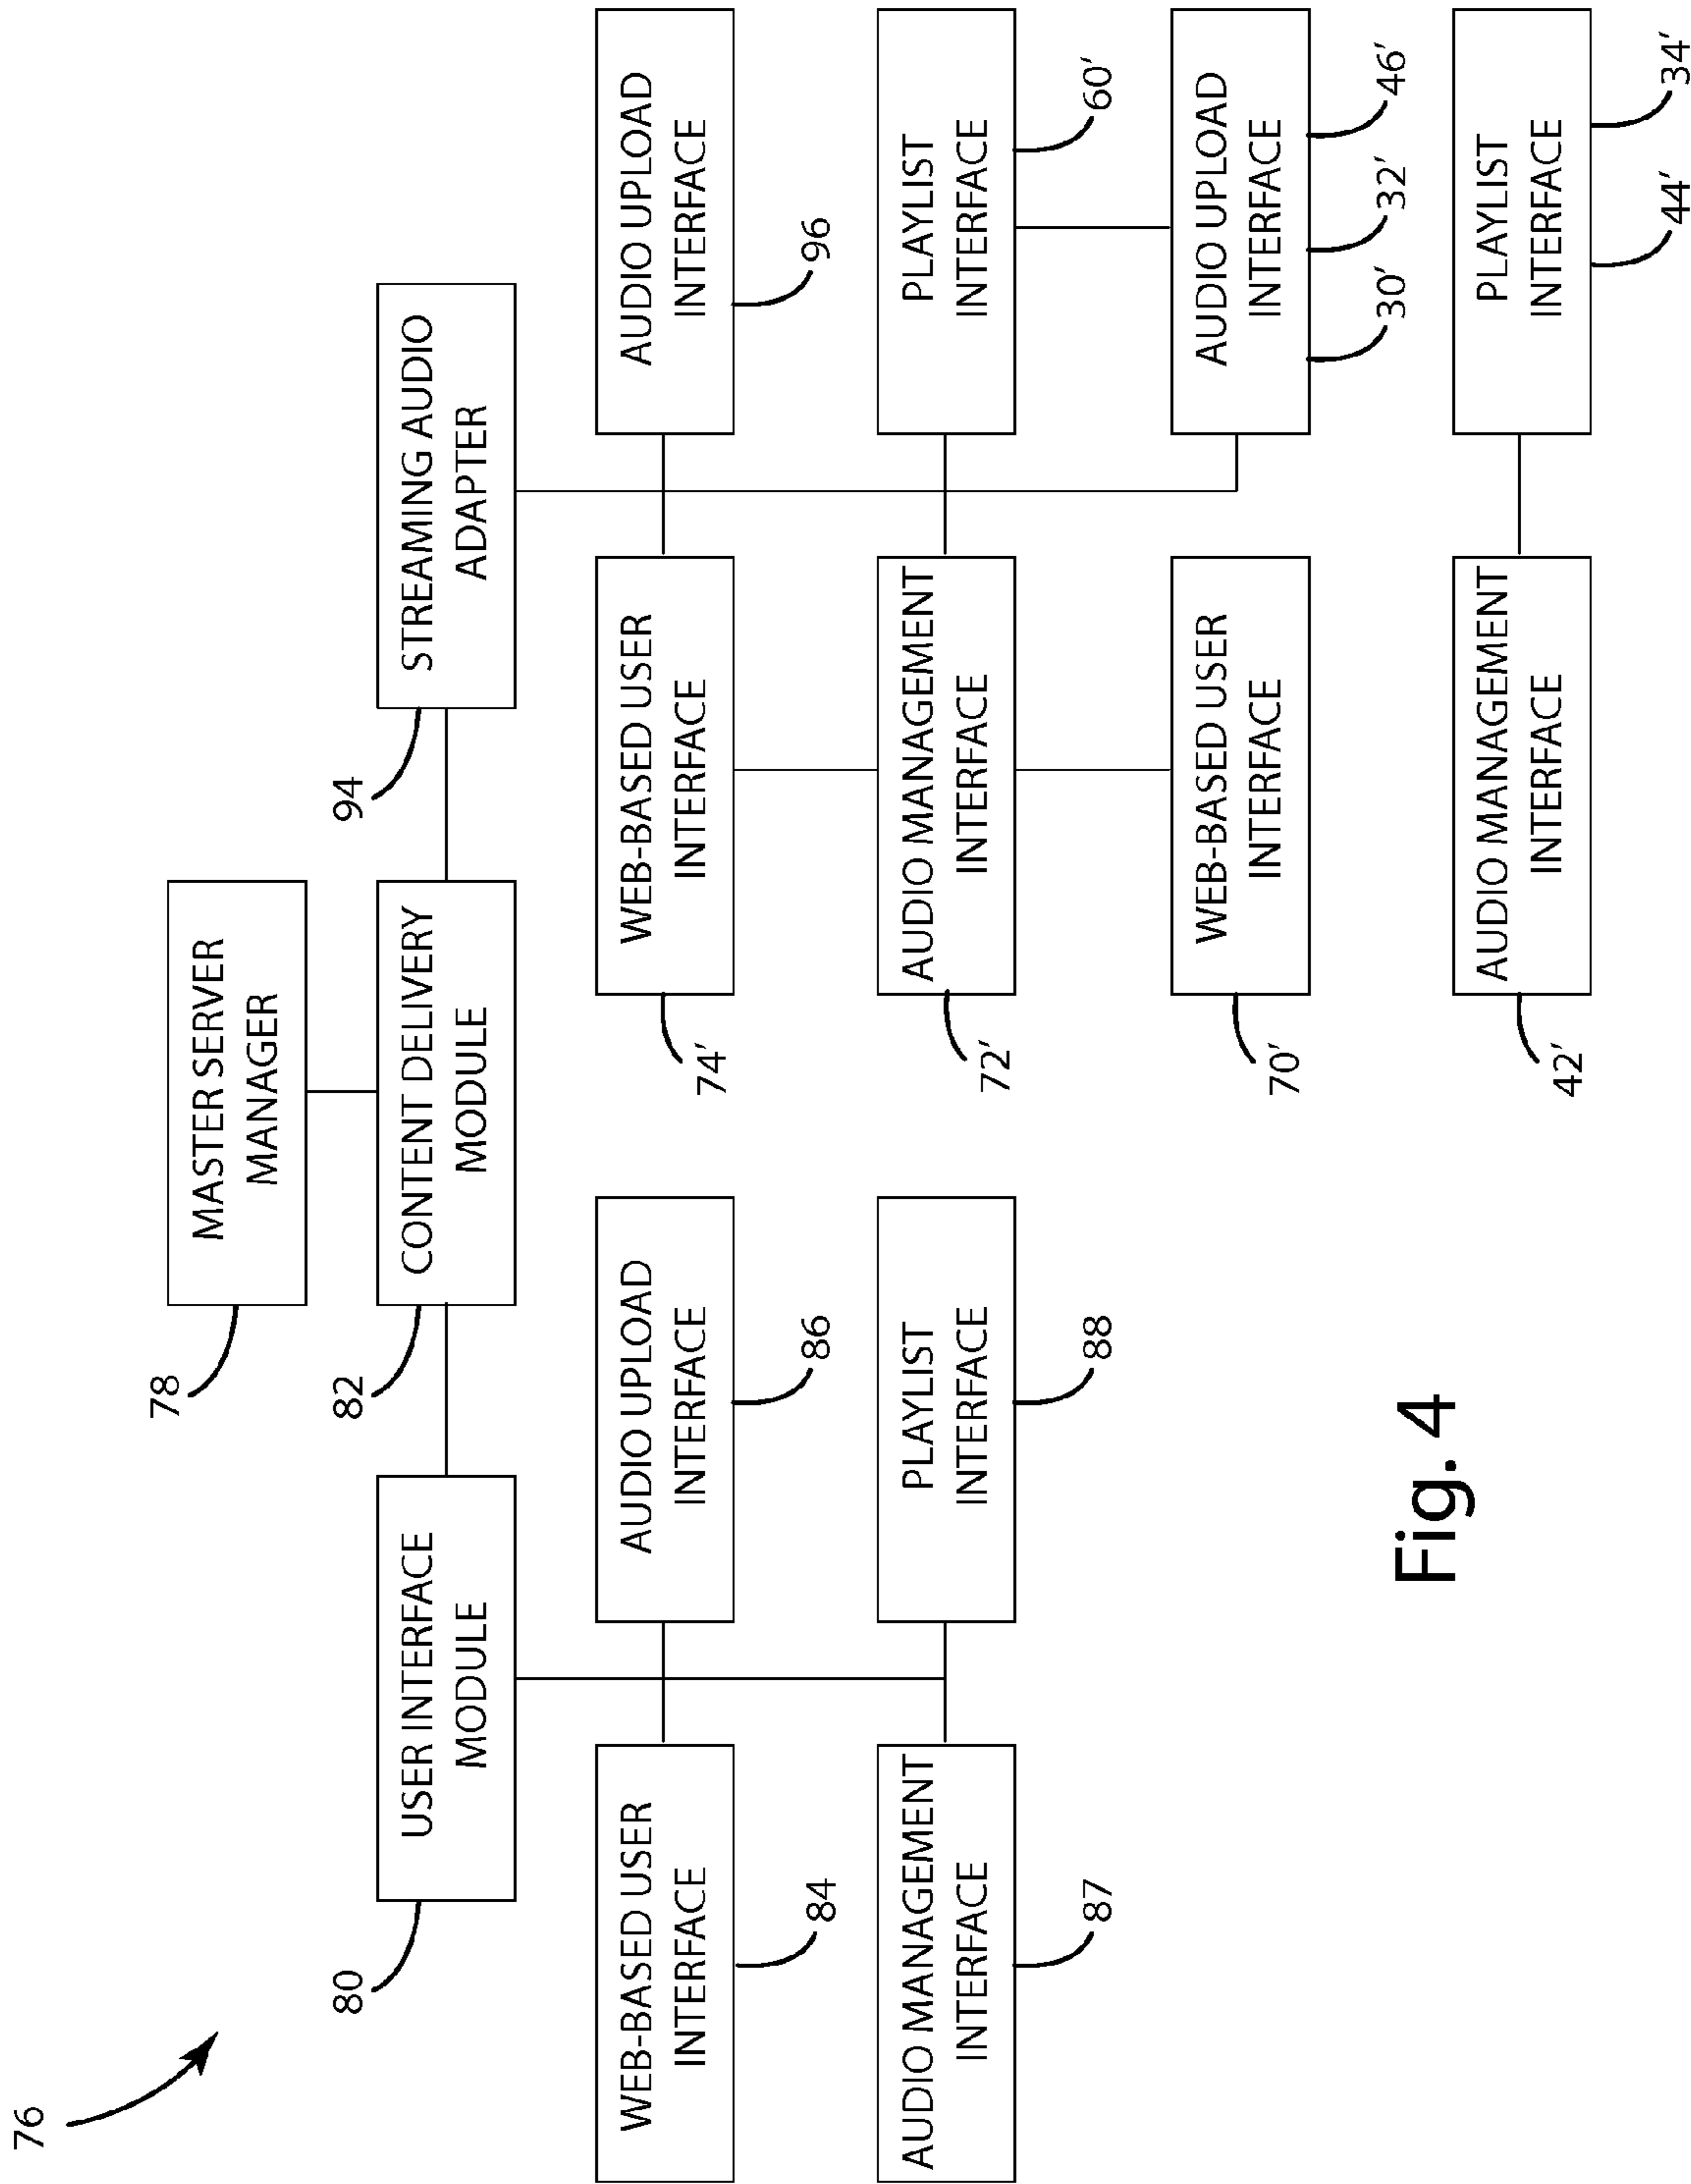 76
MASTER SERVER
MANAGER
78
USER INTERFACE
MODULE
80
CONTENT DELIVERY
MODULE
82
STREAMING AUDIO
ADAPTER
94
WEB-BASED USER
INTERFACE
84
AUDIO UPLOAD
INTERFACE
86
WEB-BASED USER
INTERFACE
74′
AUDIO UPLOAD
INTERFACE
96
AUDIO MANAGEMENT
INTERFACE
87
PLAYLIST
INTERFACE
88
AUDIO MANAGEMENT
INTERFACE
72′
PLAYLIST
INTERFACE
60′
WEB-BASED USER
INTERFACE
70′
AUDIO UPLOAD
INTERFACE
30′
32′
46′
AUDIO MANAGEMENT
INTERFACE
42′
PLAYLIST
INTERFACE
44′
34′
Fig. 4